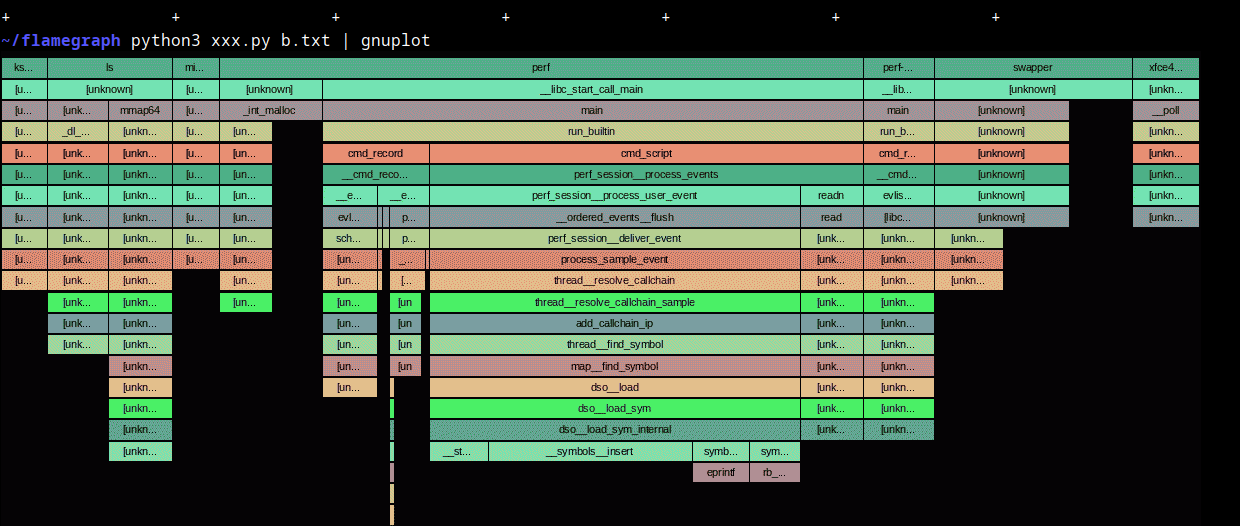 + + + + + + +
~/flamegraph python3 xxx.py b.txt | gnuplot
ks... ls mi... perf perf-... swapper xfce4...
[u... [unknown] [u... [unknown] __libc_start_call_main __lib... [unknown] [unkn...
[u... [unk... mmap64 [u... _int_malloc main main [unknown] __poll
[u... _dl_... [unkn... [u... [un... run_builtin run_b... [unknown] [unkn...
[u... [unk... [unkn... [u... [un... cmd_record cmd_script cmd_r... [unknown] [unkn...
[u... [unk... [unkn... [u... [un... __cmd_reco... perf_session__process_events __cmd... [unknown] [unkn...
[u... [unk... [unkn... [u... [un... __e... __e... perf_session__process_user_event readn evlis... [unknown] [unkn...
[u... [unk... [unkn... [u... [un... evl... p... __ordered_events__flush read [libc... [unknown] [unkn...
[u... [unk... [unkn... [u... [un... sch... p... perf_session__deliver_event [unk... [unkn... [unkn...
[u... [unk... [unkn... [u... [un... [un... _... process_sample_event [unk... [unkn... [unkn...
[u... [unk... [unkn... [un... [un... [... thread__resolve_callchain [unk... [unkn... [unkn...
[unk... [unkn... [un... [un... [un thread__resolve_callchain_sample [unk... [unkn...
[unk... [unkn... [un... [un add_callchain_ip [unk... [unkn...
[unk... [unkn... [un... [un thread__find_symbol [unk... [unkn...
[unkn... [un... [un map__find_symbol [unk... [unkn...
[unkn... [un... dso__load [unk... [unkn...
[unkn... dso__load_sym [unk... [unkn...
[unkn... dso__load_sym_internal [unk... [unkn...
[unkn... __st... __symbols__insert symb... sym...
eprintf rb_...